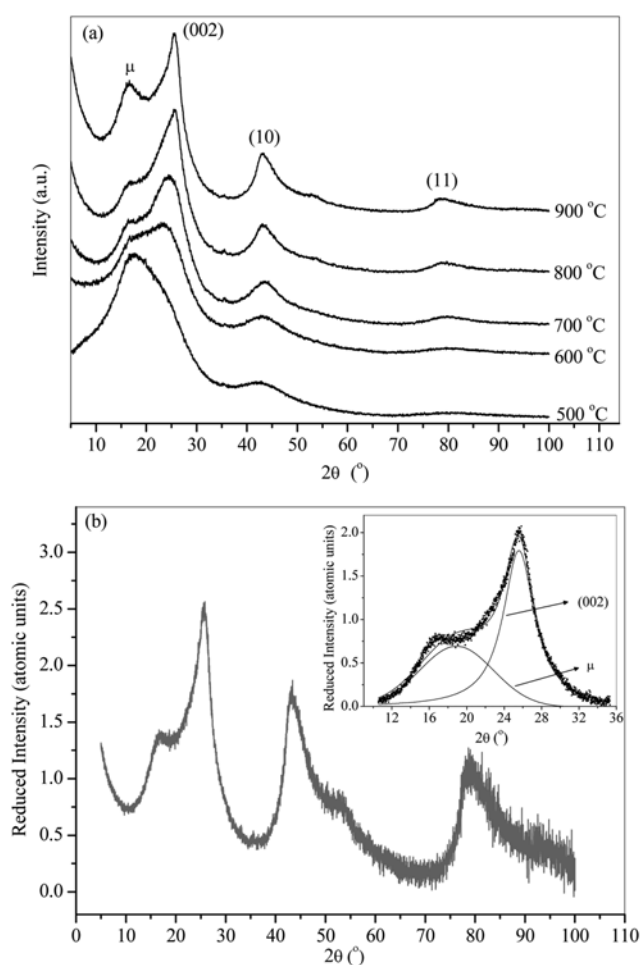 (a)
μ
(002)
(10)
(11)
900 °C
800 °C
700 °C
600 °C
500 °C
Intensity (a.u.)
10 20 30 40 50 60 70 80 90 100 110
2θ (°)
(b)
3.0
2.5
2.0
1.5
1.0
0.5
0.0
Reduced Intensity (atomic units)
0 10 20 30 40 50 60 70 80 90 100 110
2θ (°)
2.0
1.5
1.0
0.5
0.0
Reduced Intensity (atomic units)
(002)
μ
12 16 20 24 28 32 36
2θ (°)